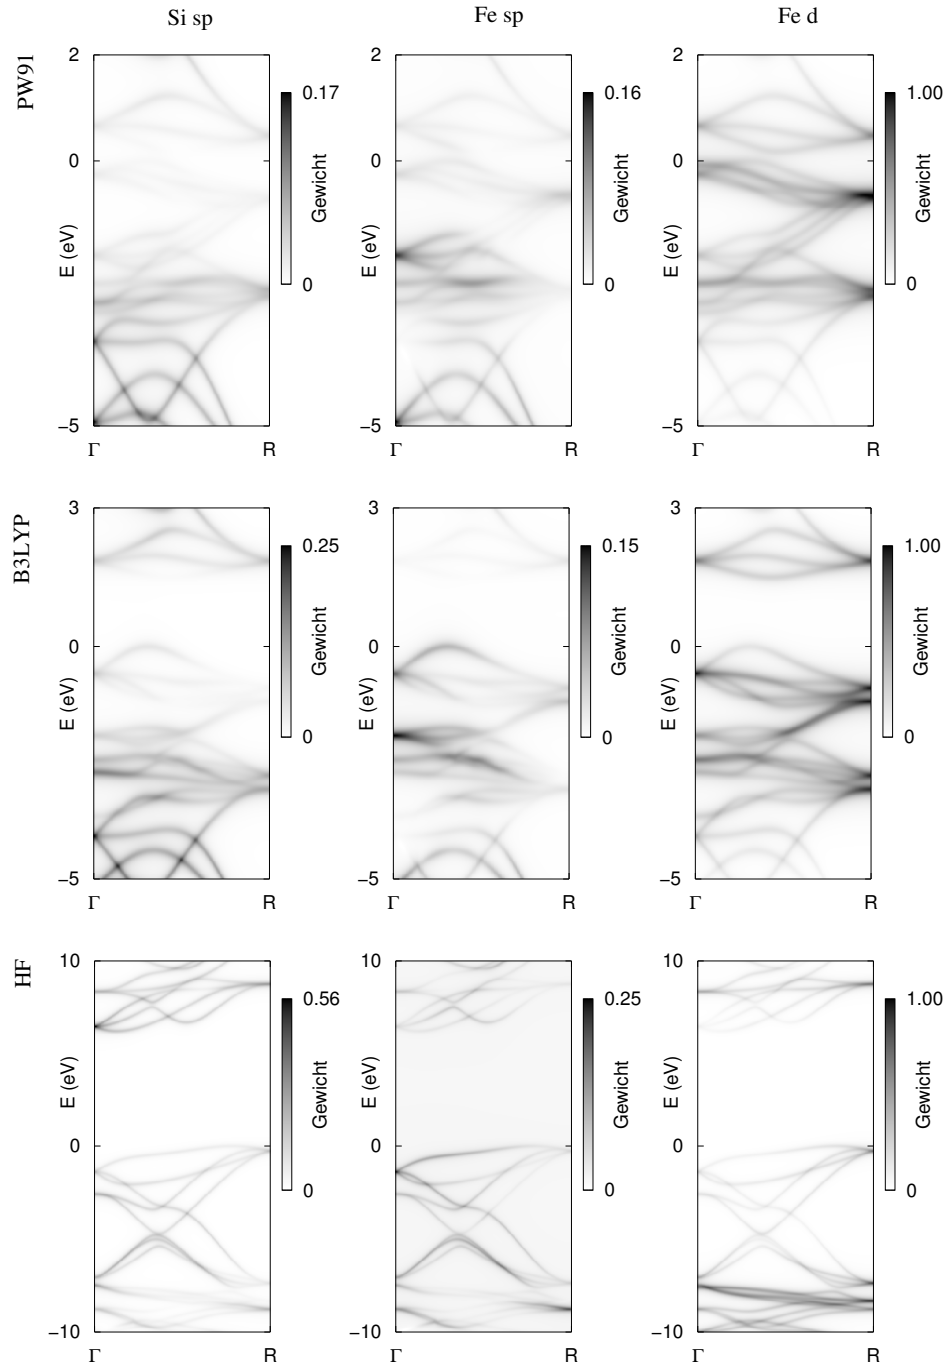 Si sp
Fe sp
Fe d
PW91
2
0
−5
E (eV)
Γ
R
0.17
0
Gewicht
2
0
−5
E (eV)
Γ
R
0.16
0
Gewicht
2
0
−5
E (eV)
Γ
R
1.00
0
Gewicht
B3LYP
3
0
−5
E (eV)
Γ
R
0.25
0
Gewicht
3
0
−5
E (eV)
Γ
R
0.15
0
Gewicht
3
0
−5
E (eV)
Γ
R
1.00
0
Gewicht
HF
10
0
−10
E (eV)
Γ
R
0.56
0
Gewicht
10
0
−10
E (eV)
Γ
R
0.25
0
Gewicht
10
0
−10
E (eV)
Γ
R
1.00
0
Gewicht